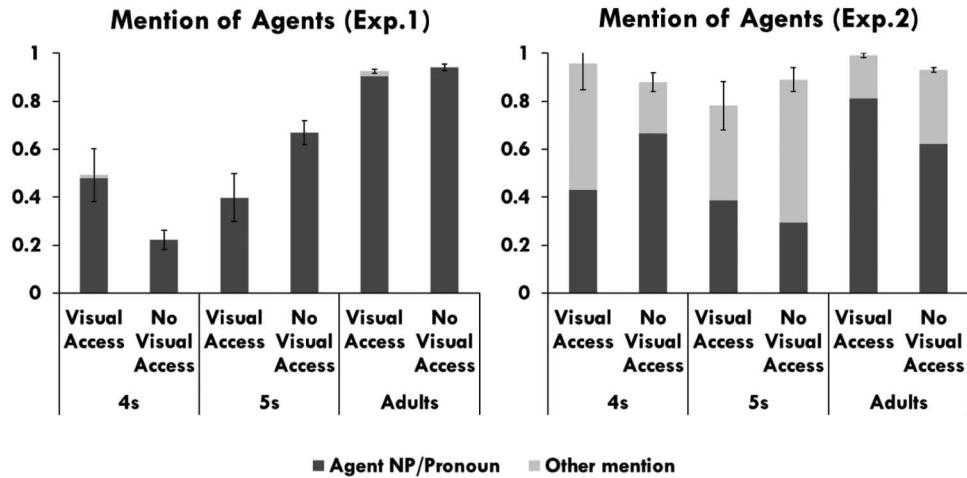 Mention of Agents (Exp.1)
1
0.8
0.6
0.4
0.2
0
Visual Access
No Visual Access
Visual Access
No Visual Access
Visual Access
No Visual Access
4s
5s
Adults
Mention of Agents (Exp.2)
1
0.8
0.6
0.4
0.2
0
Visual Access
No Visual Access
Visual Access
No Visual Access
Visual Access
No Visual Access
4s
5s
Adults
Agent NP/Pronoun
Other mention